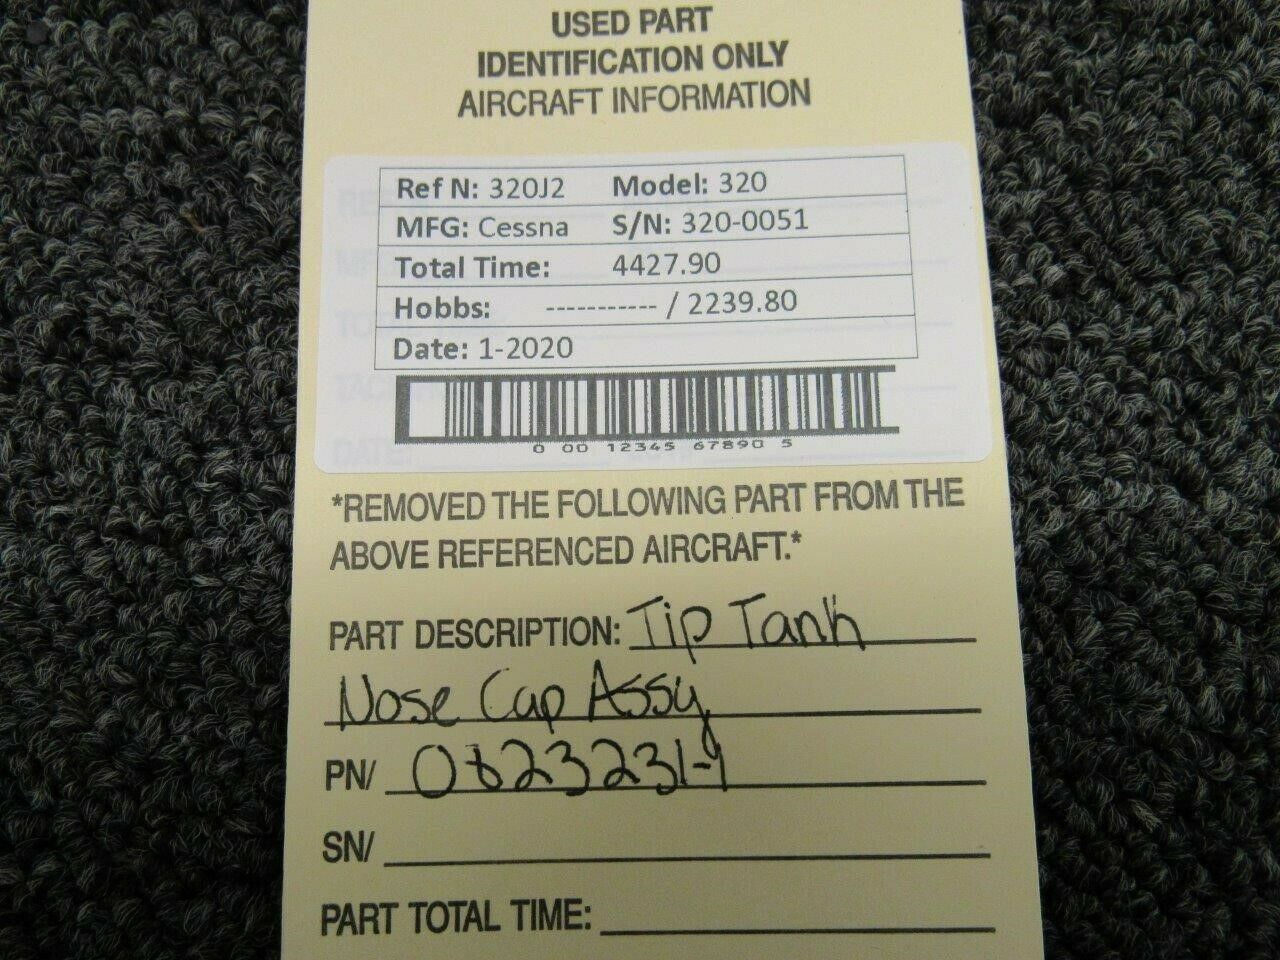 USED PART
IDENTIFICATION ONLY
AIRCRAFT INFORMATION
Ref N: 320J2 Model: 320
MFG: Cessna S/N: 320-0051
Total Time: 4427.90
Hobbs: ----------- / 2239.80
Date: 1-2020
0 00 12345 67890 5
*REMOVED THE FOLLOWING PART FROM THE
ABOVE REFERENCED AIRCRAFT.*
PART DESCRIPTION: Tip Tank
Nose Cap Assy
PN/ 0823231-1
SN/
PART TOTAL TIME: